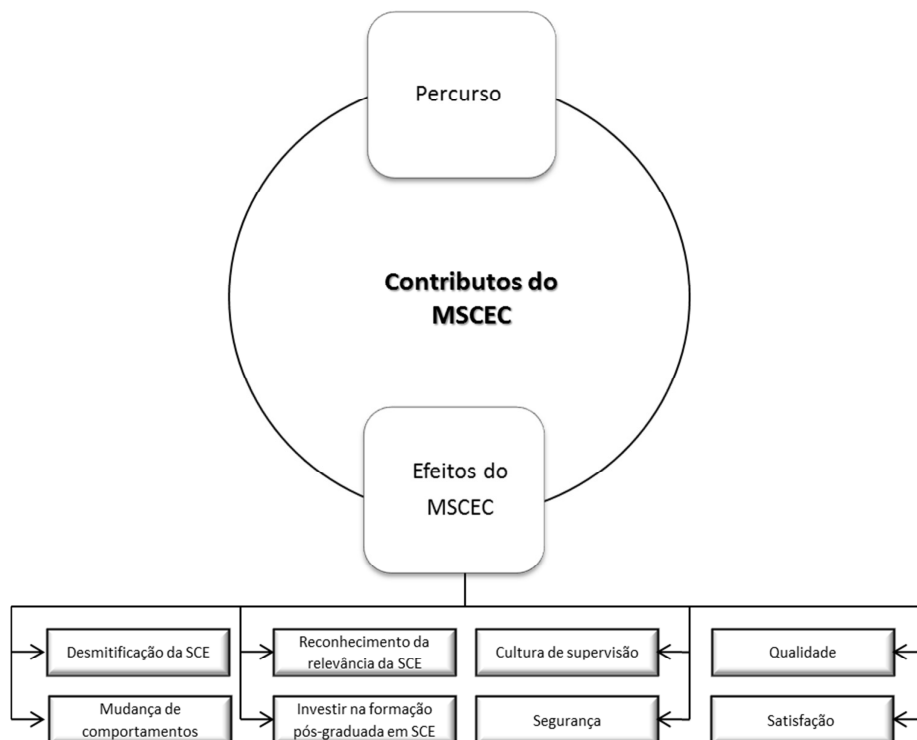 Percurso
Contributos do
MSCEC
Efeitos do
MSCEC
Desmitificação da SCE
Reconhecimento da
relevância da SCE
Cultura de supervisão
Qualidade
Mudança de
comportamentos
Investir na formação
pós-graduada em SCE
Segurança
Satisfação